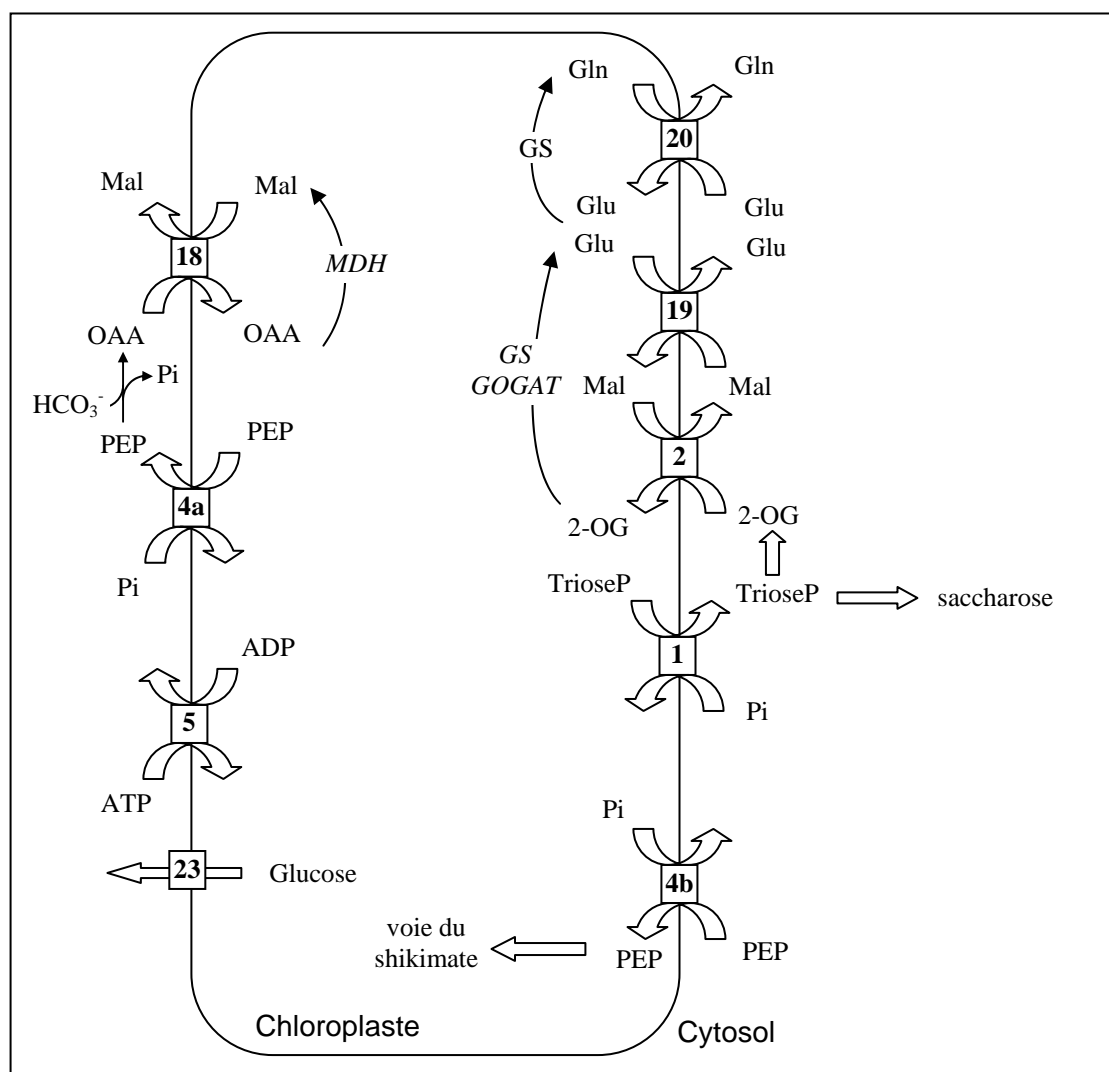 Gln
Gln
20
GS
Glu
Glu
Mal
Mal
18
MDH
OAA
OAA
Pi
HCO₃⁻
PEP
PEP
4a
Pi
ADP
5
ATP
23
Glucose
Glu
Glu
19
GS
GOGAT
Mal
Mal
2
2-OG
2-OG
TrioseP
TrioseP
saccharose
1
Pi
Pi
4b
voie du
shikimate
PEP
PEP
Chloroplaste
Cytosol